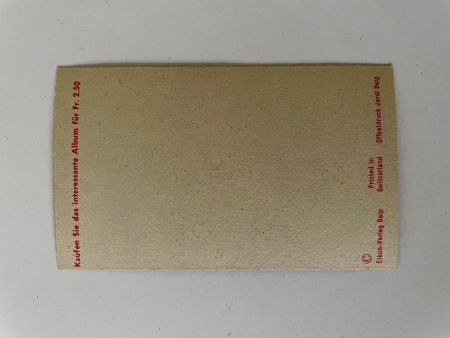 Kaufen Sie das interessante Album für Fr. 2.50
©
Eikon-Verlag Belp
Printed in
Switzerland
Offsetdruck Jordi Belp